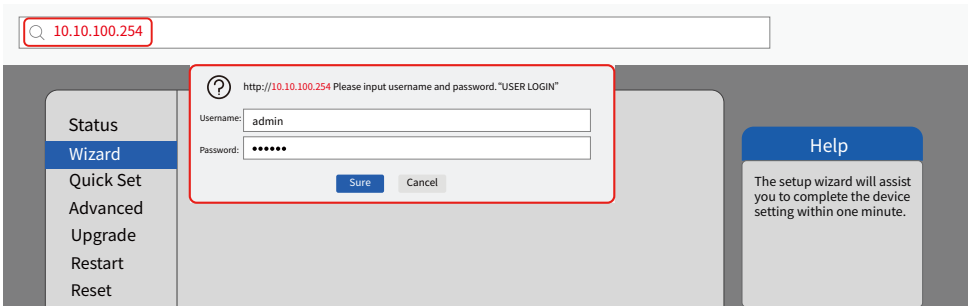 10.10.100.254
http://10.10.100.254 Please input username and password. “USER LOGIN”
Username: admin
Password: ••••••
Sure Cancel
Status
Wizard
Quick Set
Advanced
Upgrade
Restart
Reset
Help
The setup wizard will assist
you to complete the device
setting within one minute.